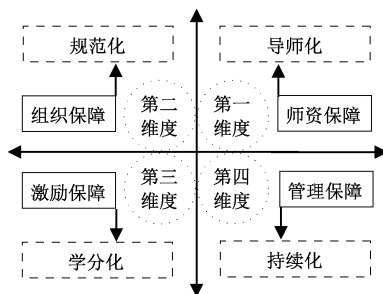 规范化
导师化
组织保障
第二
维度
第一
维度
师资保障
激励保障
第三
维度
第四
维度
管理保障
学分化
持续化